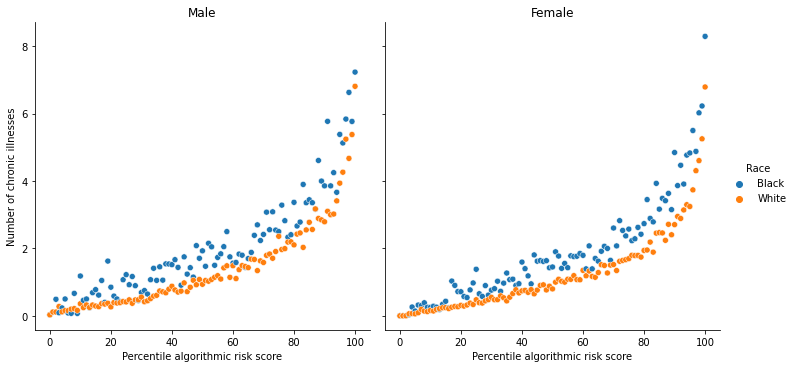 Male
Female
8
6
4
2
0
Number of chronic illnesses
0 20 40 60 80 100
0 20 40 60 80 100
Percentile algorithmic risk score
Percentile algorithmic risk score
Race
Black
White